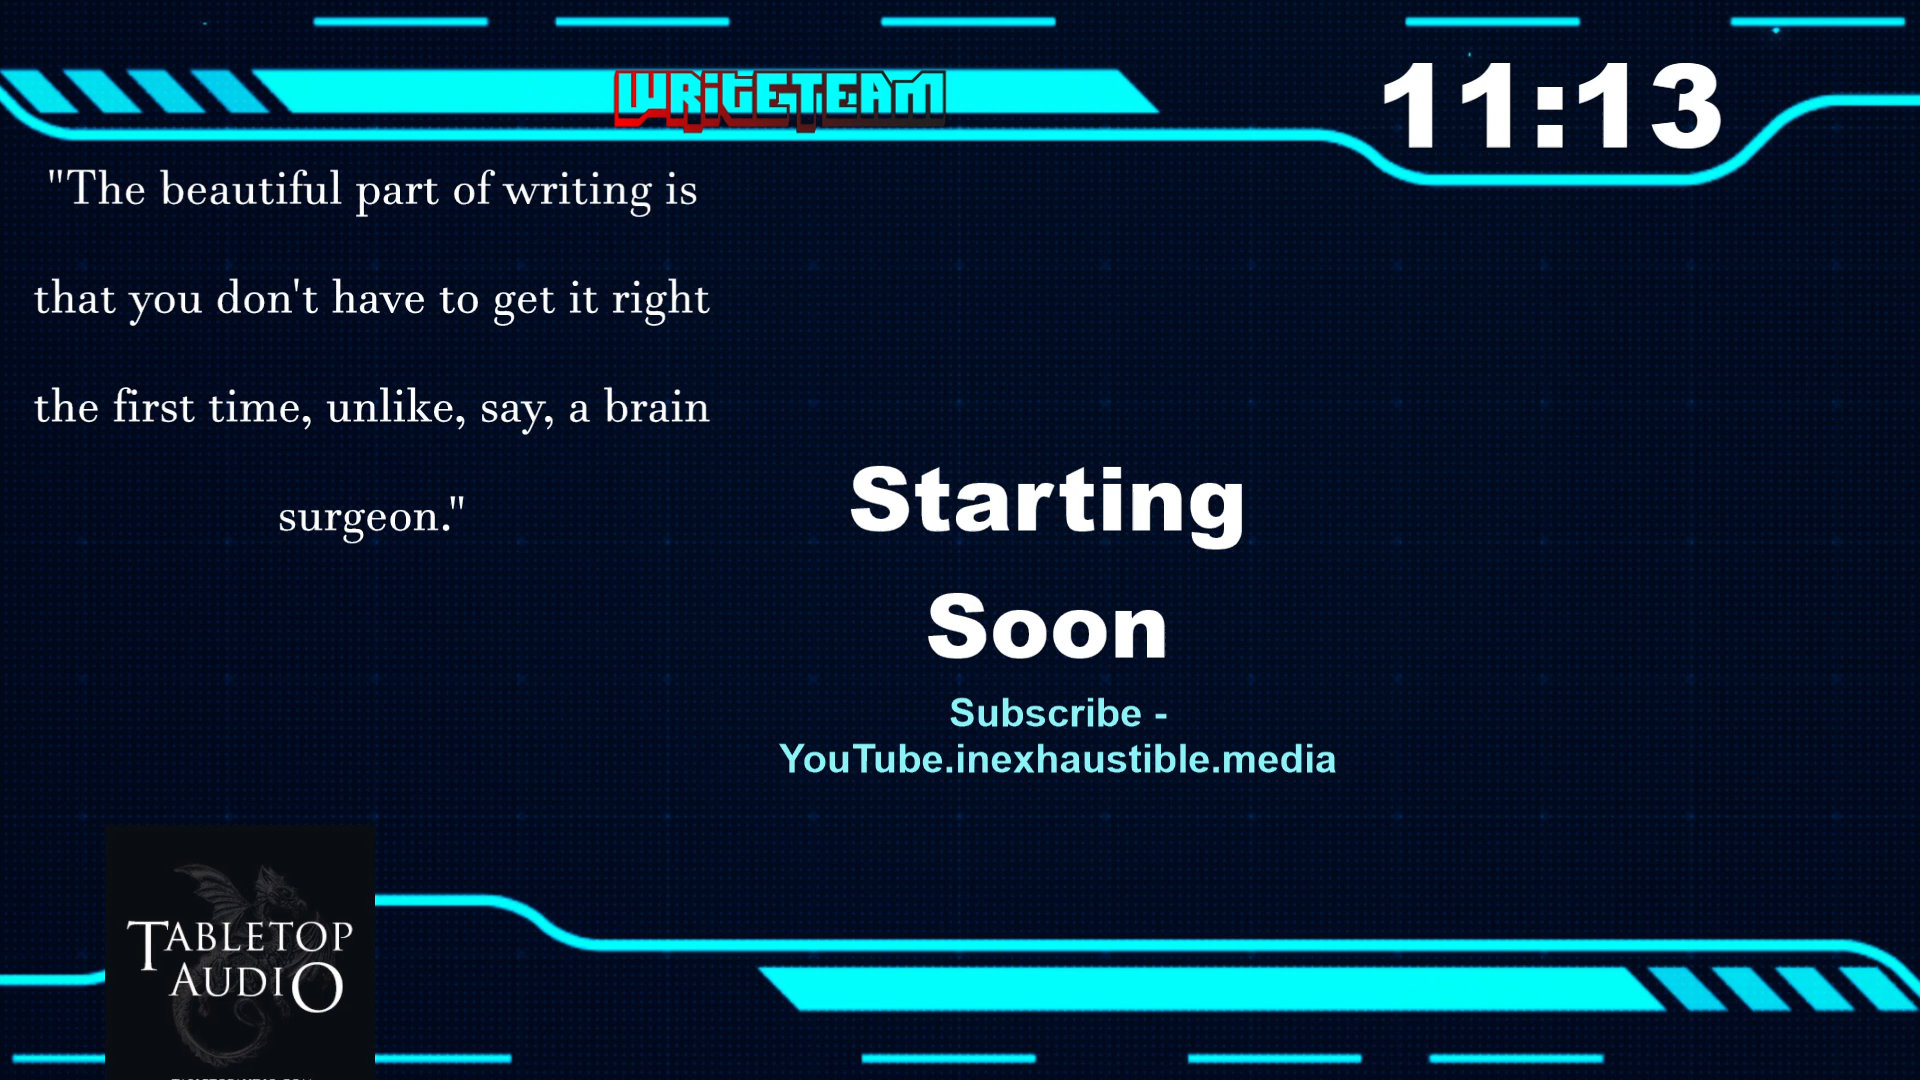 WRITETEAM
11:13
"The beautiful part of writing is
that you don't have to get it right
the first time, unlike, say, a brain
surgeon."
Starting
Soon
Subscribe -
YouTube.inexhaustible.media
TABLETOP
AUDIO